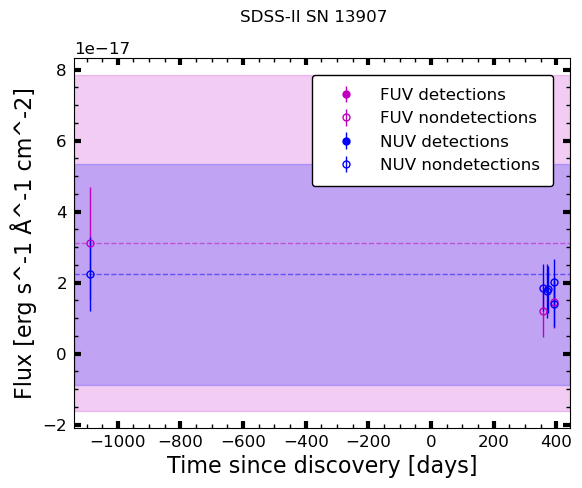 SDSS-II SN 13907
1e−17
8
6
4
2
0
−2
Flux [erg s^-1 Å^-1 cm^-2]
FUV detections
FUV nondetections
NUV detections
NUV nondetections
−1000 −800 −600 −400 −200 0 200 400
Time since discovery [days]